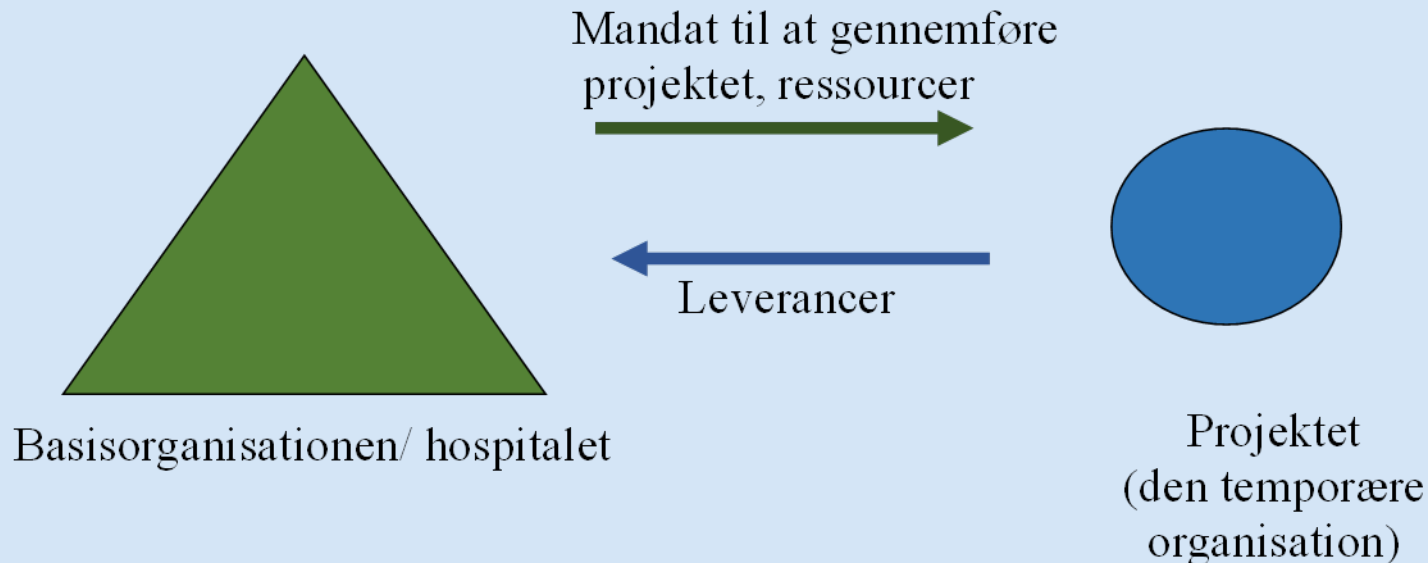 Mandat til at gennemføre
projektet, ressourcer
Leverancer
Basisorganisationen/ hospitalet
Projektet
(den temporære
organisation)